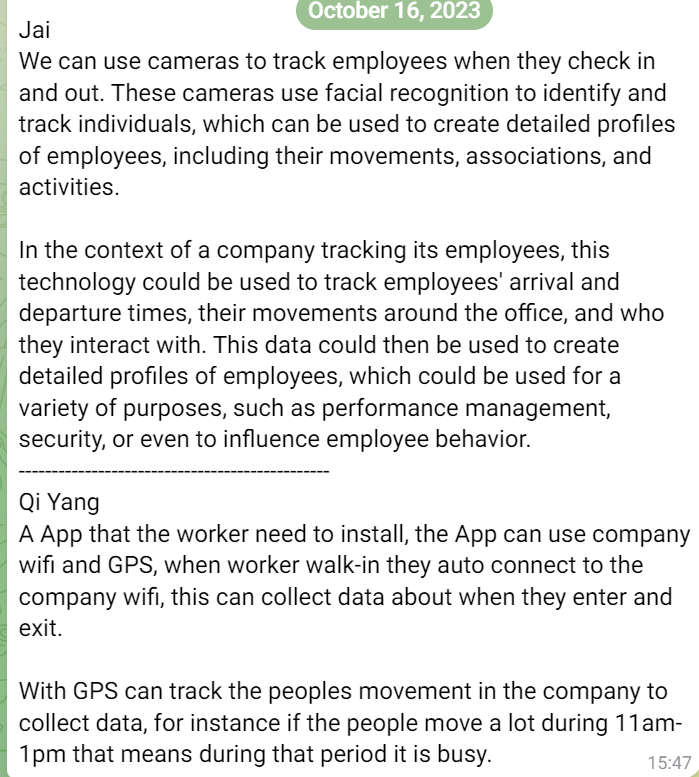 October 16, 2023
Jai
We can use cameras to track employees when they check in
and out. These cameras use facial recognition to identify and
track individuals, which can be used to create detailed profiles
of employees, including their movements, associations, and
activities.
In the context of a company tracking its employees, this
technology could be used to track employees' arrival and
departure times, their movements around the office, and who
they interact with. This data could then be used to create
detailed profiles of employees, which could be used for a
variety of purposes, such as performance management,
security, or even to influence employee behavior.
-----------------------------------------------
Qi Yang
A App that the worker need to install, the App can use company
wifi and GPS, when worker walk-in they auto connect to the
company wifi, this can collect data about when they enter and
exit.
With GPS can track the peoples movement in the company to
collect data, for instance if the people move a lot during 11am-
1pm that means during that period it is busy.
15:47